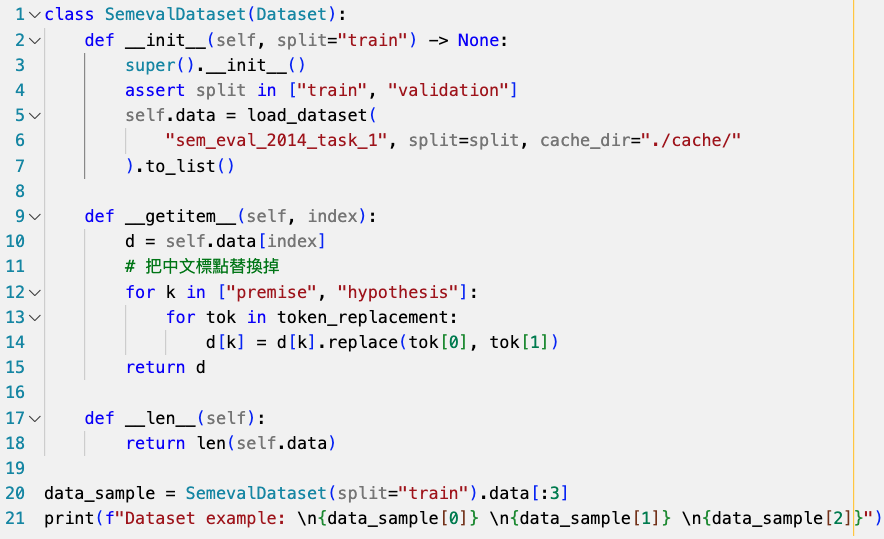 1 class SemevalDataset(Dataset):
2     def __init__(self, split="train") -> None:
3         super().__init__()
4         assert split in ["train", "validation"]
5         self.data = load_dataset(
6             "sem_eval_2014_task_1", split=split, cache_dir="./cache/"
7         ).to_list()
8
9     def __getitem__(self, index):
10         d = self.data[index]
11         # 把中文標點替換掉
12         for k in ["premise", "hypothesis"]:
13             for tok in token_replacement:
14                 d[k] = d[k].replace(tok[0], tok[1])
15         return d
16
17     def __len__(self):
18         return len(self.data)
19
20 data_sample = SemevalDataset(split="train").data[:3]
21 print(f"Dataset example: \n{data_sample[0]} \n{data_sample[1]} \n{data_sample[2]}")